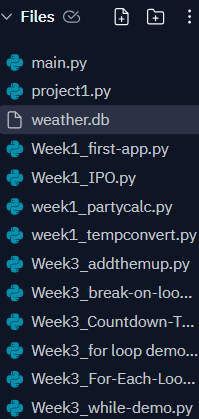 Files
main.py
project1.py
weather.db
Week1_first-app.py
Week1_IPO.py
week1_partycalc.py
week1_tempconvert.py
Week3_addthemup.py
Week3_break-on-loo...
Week3_Countdown-T...
Week3_for loop demo...
Week3_For-Each-Loo...
Week3_while-demo.py